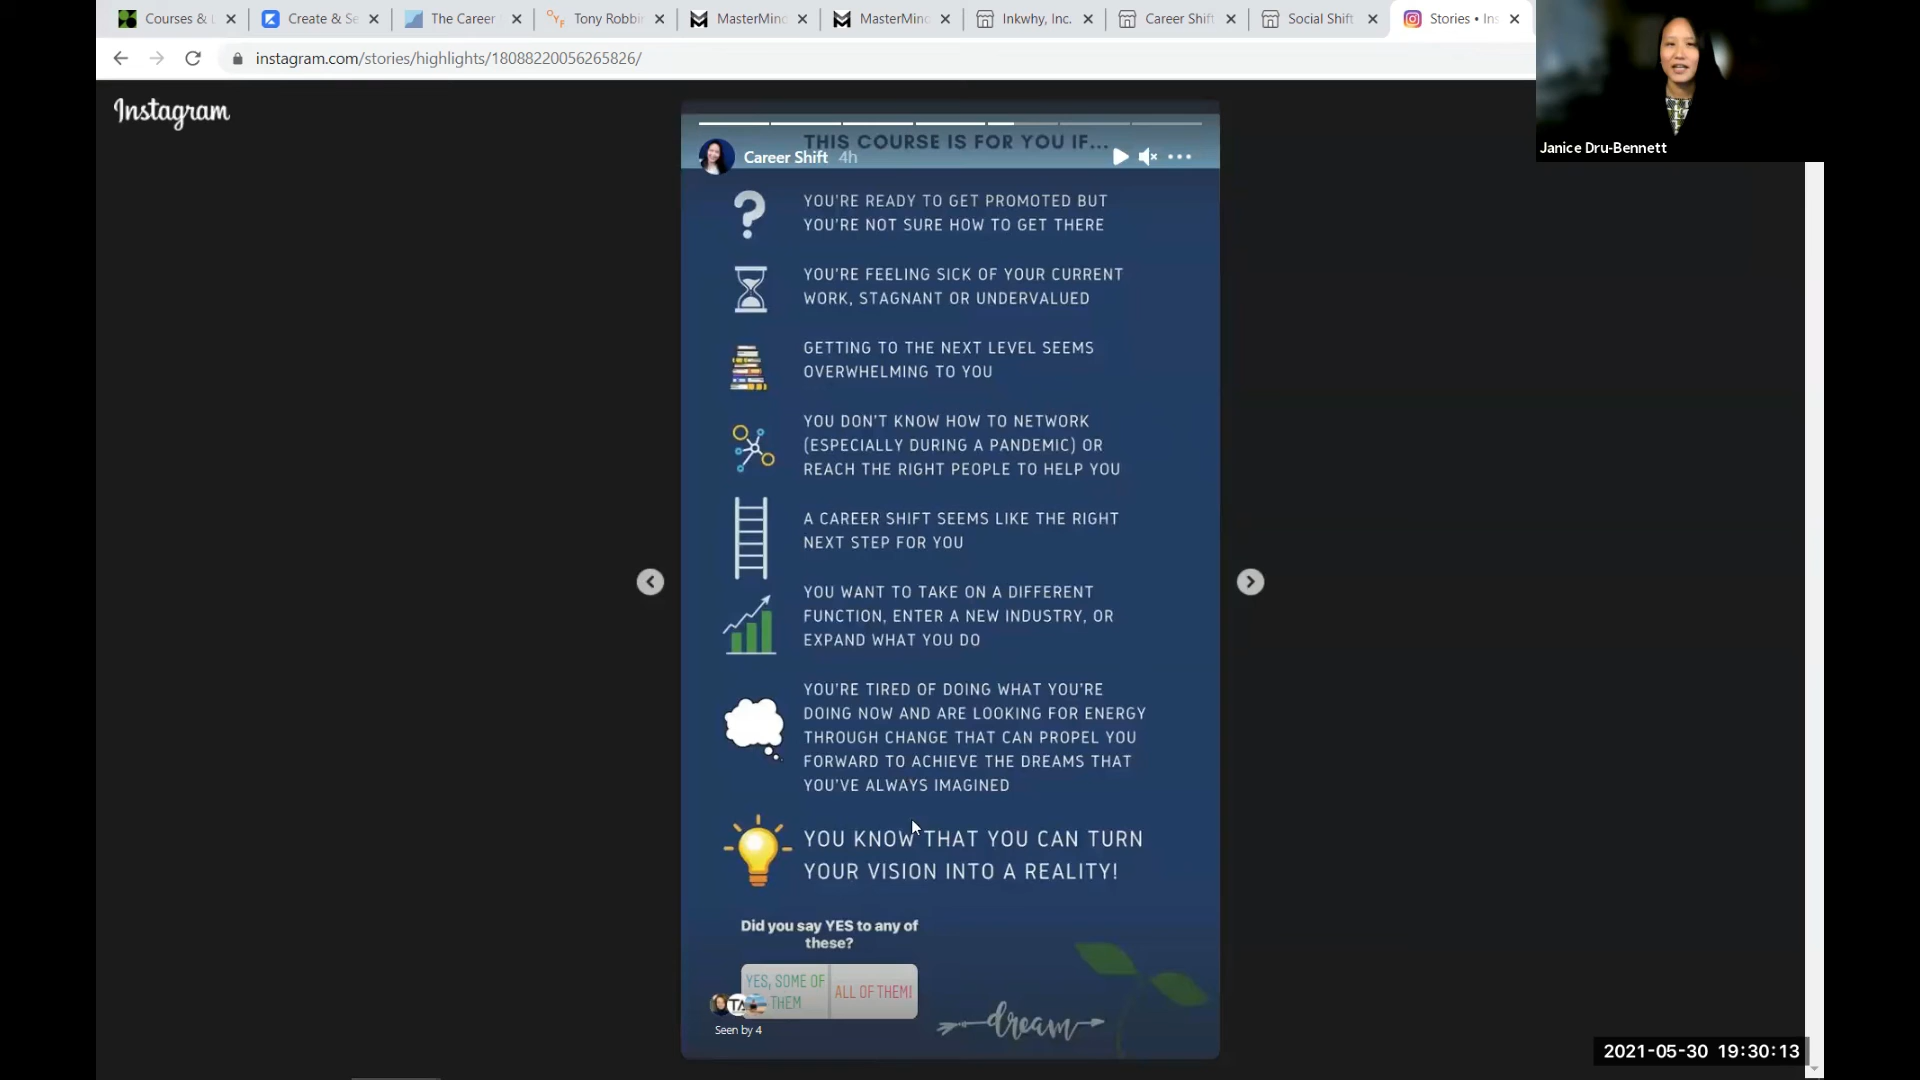 Courses & L
Create & Se
The Career
Tony Robbin
MasterMind
MasterMind
Inkwhy, Inc.
Career Shift
Social Shift
Stories • Ins
instagram.com/stories/highlights/18088220056265826/
Instagram
Janice Dru-Bennett
THIS COURSE IS FOR YOU IF...
Career Shift 4h
YOU'RE READY TO GET PROMOTED BUT
YOU'RE NOT SURE HOW TO GET THERE
YOU'RE FEELING SICK OF YOUR CURRENT
WORK, STAGNANT OR UNDERVALUED
GETTING TO THE NEXT LEVEL SEEMS
OVERWHELMING TO YOU
YOU DON'T KNOW HOW TO NETWORK
(ESPECIALLY DURING A PANDEMIC) OR
REACH THE RIGHT PEOPLE TO HELP YOU
A CAREER SHIFT SEEMS LIKE THE RIGHT
NEXT STEP FOR YOU
YOU WANT TO TAKE ON A DIFFERENT
FUNCTION, ENTER A NEW INDUSTRY, OR
EXPAND WHAT YOU DO
YOU'RE TIRED OF DOING WHAT YOU'RE
DOING NOW AND ARE LOOKING FOR ENERGY
THROUGH CHANGE THAT CAN PROPEL YOU
FORWARD TO ACHIEVE THE DREAMS THAT
YOU'VE ALWAYS IMAGINED
YOU KNOW THAT YOU CAN TURN
YOUR VISION INTO A REALITY!
Did you say YES to any of
these?
YES, SOME OF
THEM
ALL OF THEM!
TA
Seen by 4
dream
2021-05-30 19:30:13